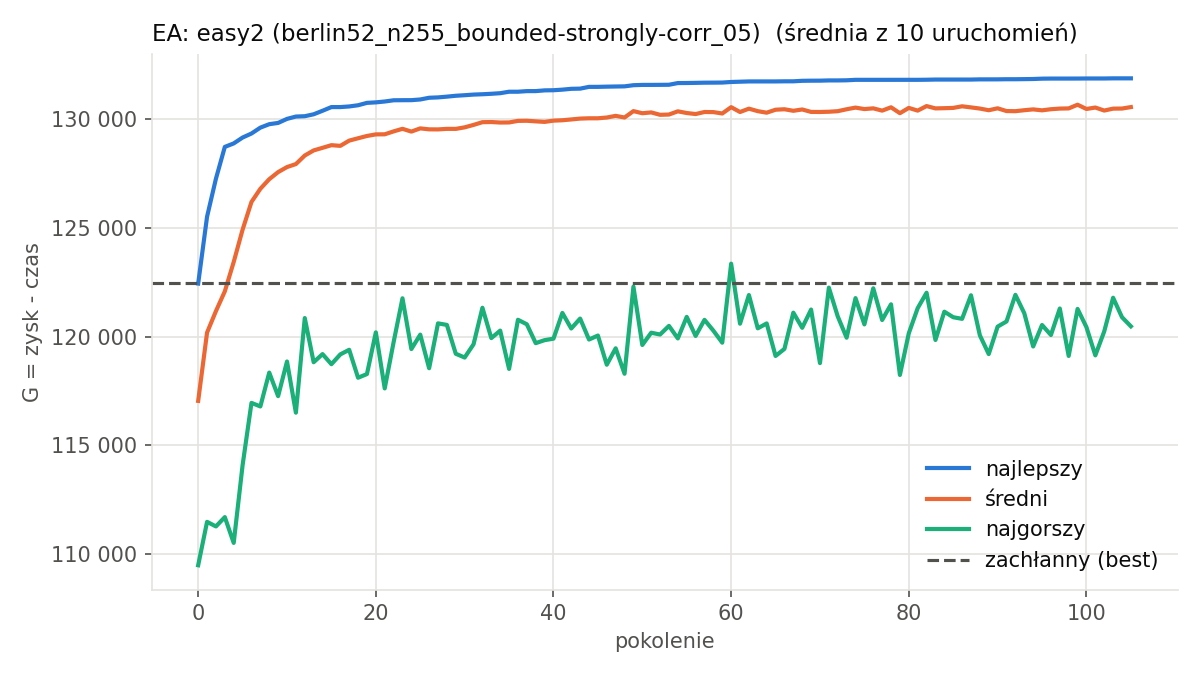 EA: easy2 (berlin52_n255_bounded-strongly-corr_05)  (średnia z 10 uruchomień)
G = zysk - czas
130 000
125 000
120 000
115 000
110 000
najlepszy
średni
najgorszy
zachłanny (best)
0
20
40
60
80
100
pokolenie